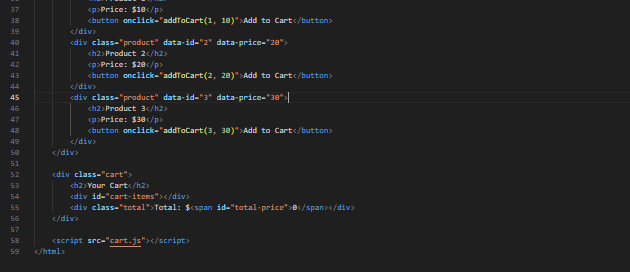 37 <p>Price: $10</p>
38 <button onclick="addToCart(1, 10)">Add to Cart</button>
39 </div>
40 <div class="product" data-id="2" data-price="20">
41 <h2>Product 2</h2>
42 <p>Price: $20</p>
43 <button onclick="addToCart(2, 20)">Add to Cart</button>
44 </div>
45 <div class="product" data-id="3" data-price="30">
46 <h2>Product 3</h2>
47 <p>Price: $30</p>
48 <button onclick="addToCart(3, 30)">Add to Cart</button>
49 </div>
50 </div>
51
52 <div class="cart">
53 <h2>Your Cart</h2>
54 <div id="cart-items"></div>
55 <div class="total">Total: $<span id="total-price">0</span></div>
56 </div>
57
58 <script src="cart.js"></script>
59 </html>